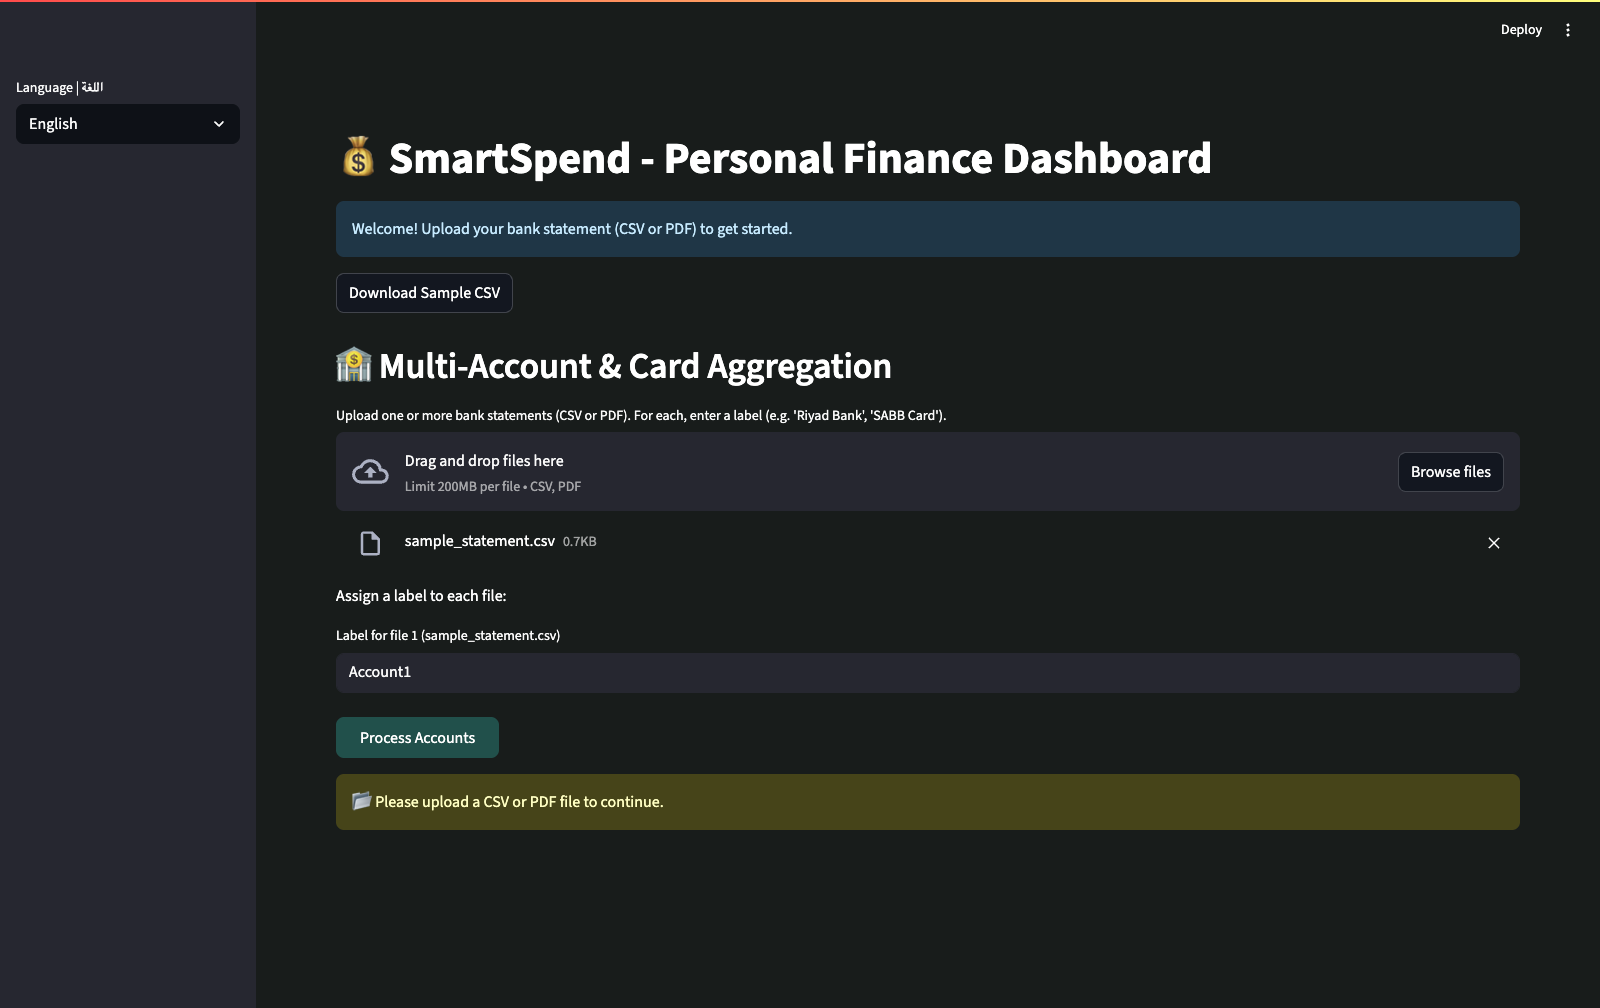 Deploy
Language | اللغة
English
SmartSpend - Personal Finance Dashboard
Welcome! Upload your bank statement (CSV or PDF) to get started.
Download Sample CSV
Multi-Account & Card Aggregation
Upload one or more bank statements (CSV or PDF). For each, enter a label (e.g. 'Riyad Bank', 'SABB Card').
Drag and drop files here
Limit 200MB per file • CSV, PDF
Browse files
sample_statement.csv 0.7KB
Assign a label to each file:
Label for file 1 (sample_statement.csv)
Account1
Process Accounts
Please upload a CSV or PDF file to continue.